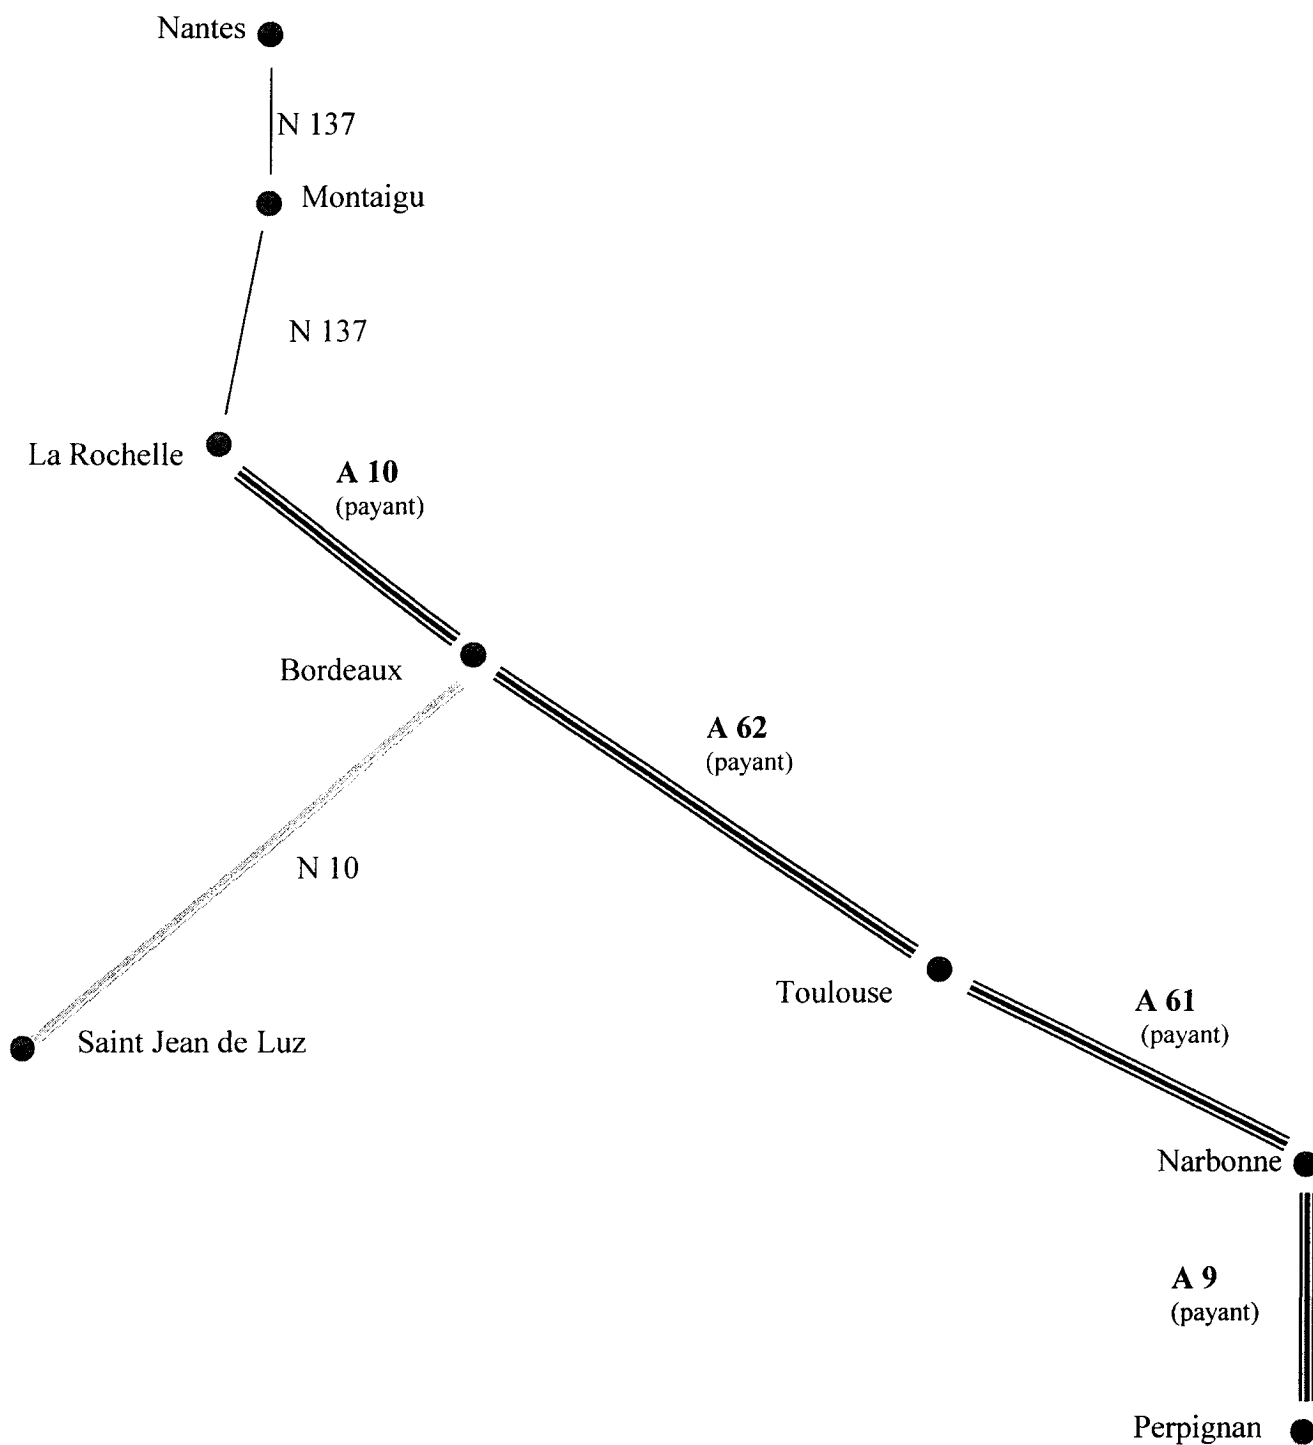 Nantes
N 137
Montaigu
N 137
La Rochelle
A 10
(payant)
Bordeaux
A 62
(payant)
N 10
Toulouse
A 61
(payant)
Saint Jean de Luz
Narbonne
A 9
(payant)
Perpignan